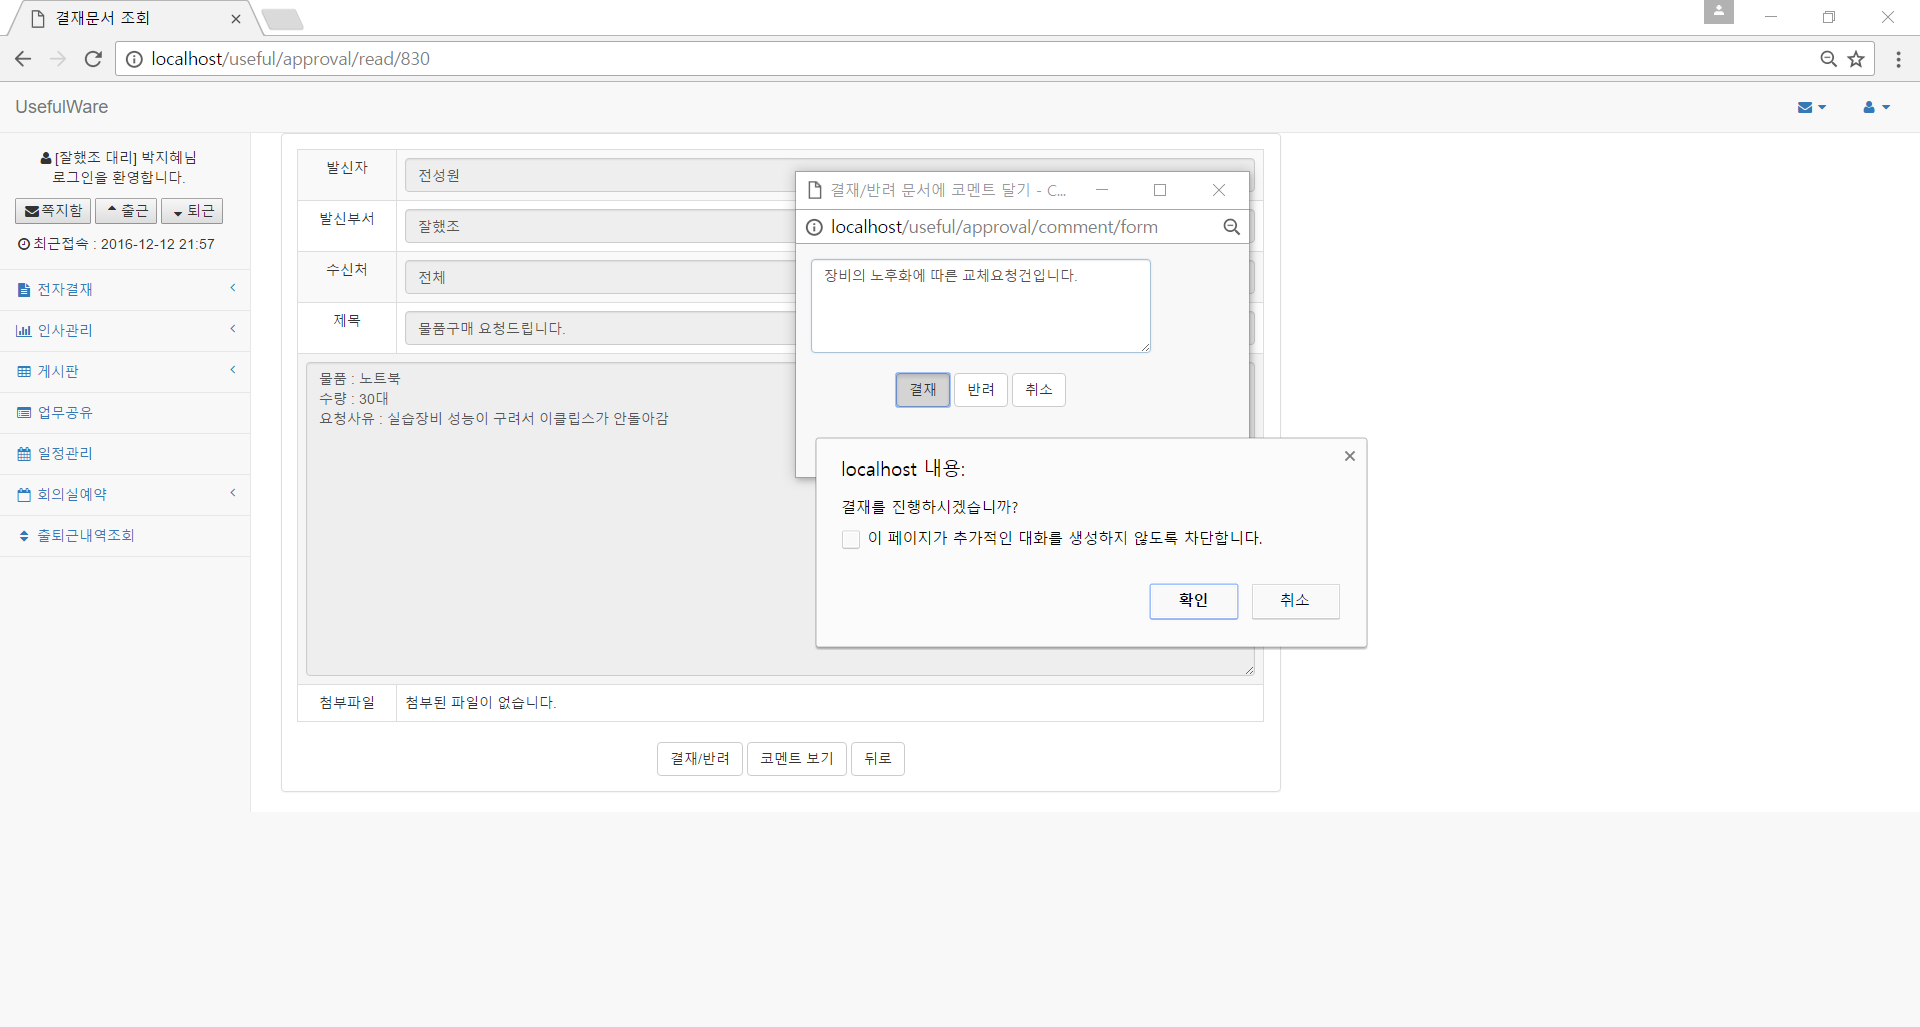 결재문서 조회
localhost/useful/approval/read/830
UsefulWare
[잘했조 대리] 박지혜님
로그인을 환영합니다.
쪽지함 출근 퇴근
최근접속 : 2016-12-12 21:57
전자결재
인사관리
게시판
업무공유
일정관리
회의실예약
출퇴근내역조회
발신자 전성원
발신부서 잘했조
수신처 전체
제목 물품구매 요청드립니다.
물품 : 노트북
수량 : 30대
요청사유 : 실습장비 성능이 구려서 이클립스가 안돌아감
첨부파일 첨부된 파일이 없습니다.
결재/반려 코멘트 보기 뒤로
결재/반려 문서에 코멘트 달기 - C...
localhost/useful/approval/comment/form
장비의 노후화에 따른 교체요청건입니다.
결재 반려 취소
localhost 내용:
결재를 진행하시겠습니까?
이 페이지가 추가적인 대화를 생성하지 않도록 차단합니다.
확인 취소